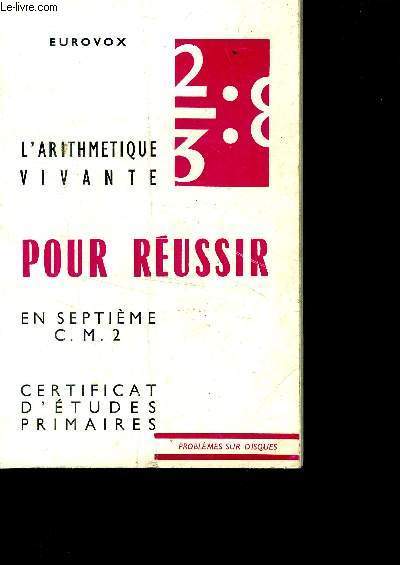 Le-livre.com
EUROVOX
2/3 : 8
L'ARITHMETIQUE
VIVANTE
POUR RÉUSSIR
EN SEPTIÈME
C. M. 2
CERTIFICAT
D'ÉTUDES
PRIMAIRES
PROBLÈMES SUR DISQUES